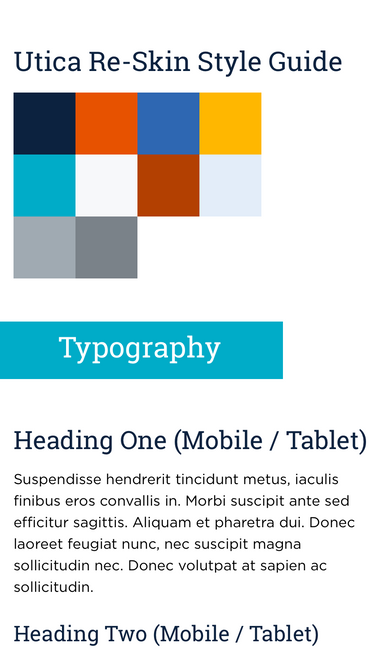 Utica Re-Skin Style Guide
Typography
Heading One (Mobile / Tablet)
Suspendisse hendrerit tincidunt metus, iaculis
finibus eros convallis in. Morbi suscipit ante sed
efficitur sagittis. Aliquam et pharetra dui. Donec
laoreet feugiat nunc, nec suscipit magna
sollicitudin nec. Donec volutpat at sapien ac
sollicitudin.
Heading Two (Mobile / Tablet)